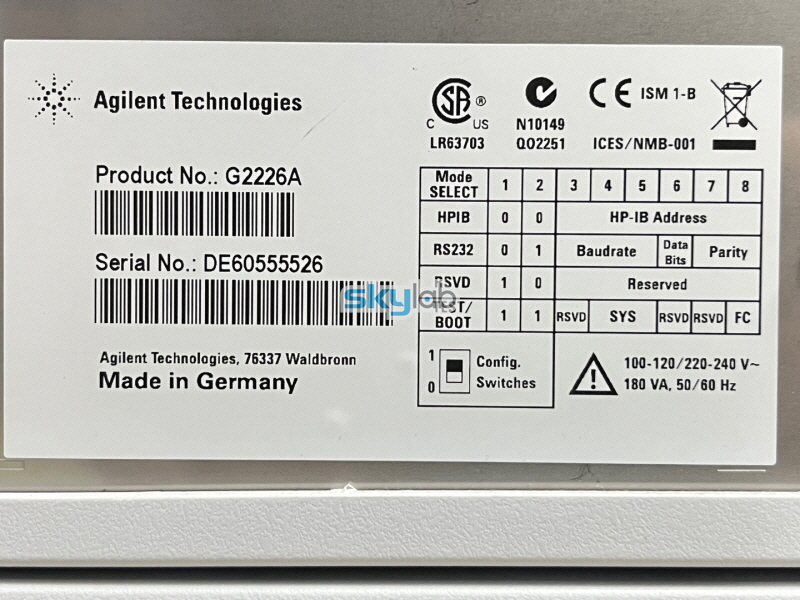 Agilent Technologies
Product No.: G2226A
Serial No.: DE60555526
Agilent Technologies, 76337 Waldbronn
Made in Germany
C SA ® US
LR63703
N10149
Q02251
CE ISM 1-B
ICES/NMB-001
Mode SELECT 1 2 3 4 5 6 7 8
HPIB 0 0 HP-IB Address
RS232 0 1 Baudrate Data Bits Parity
RSVD 1 0 Reserved
TEST/BOOT 1 1 RSVD SYS RSVD RSVD FC
1
0
Config.
Switches
100-120/220-240 V~
180 VA, 50/60 Hz
skylab